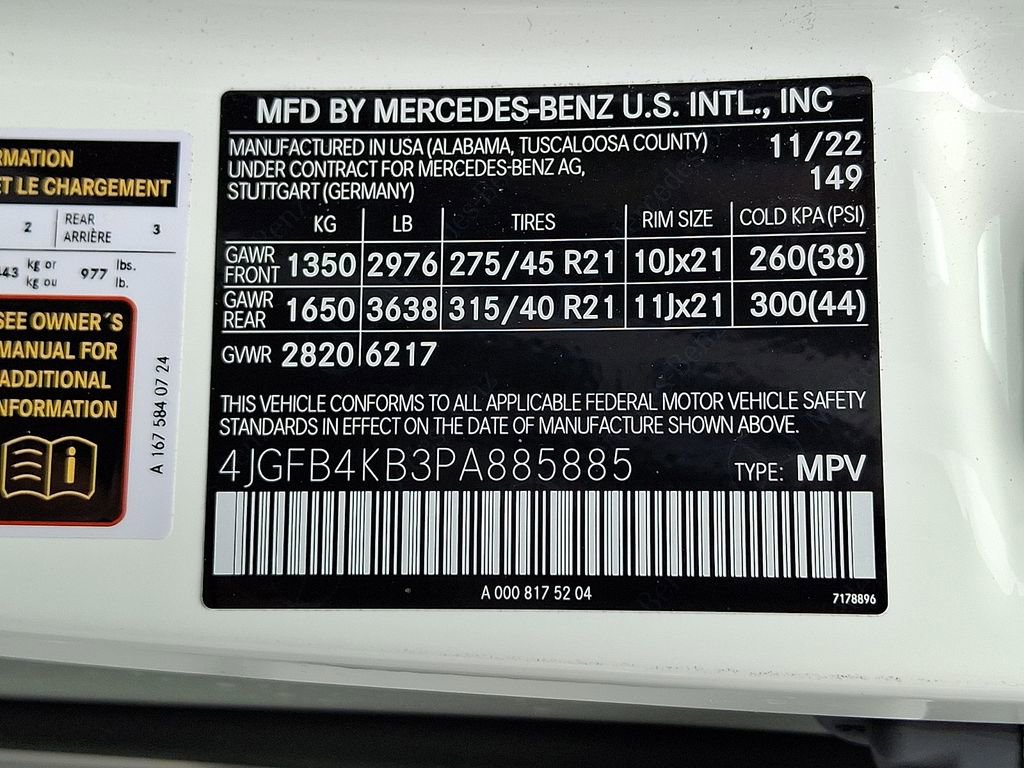 RMATION
ET LE CHARGEMENT
2 REAR
ARRIÈRE 3
kg or
kg ou 977 lbs.
lb.
SEE OWNER´S
MANUAL FOR
ADDITIONAL
NFORMATION
A 167 584 07 24
MFD BY MERCEDES-BENZ U.S. INTL., INC
MANUFACTURED IN USA (ALABAMA, TUSCALOOSA COUNTY) 11/22
UNDER CONTRACT FOR MERCEDES-BENZ AG, 149
STUTTGART (GERMANY)
KG LB TIRES RIM SIZE COLD KPA (PSI)
GAWR
FRONT 1350 2976 275/45 R21 10Jx21 260(38)
GAWR
REAR 1650 3638 315/40 R21 11Jx21 300(44)
GVWR 2820 6217
THIS VEHICLE CONFORMS TO ALL APPLICABLE FEDERAL MOTOR VEHICLE SAFETY
STANDARDS IN EFFECT ON THE DATE OF MANUFACTURE SHOWN ABOVE.
4JGFB4KB3PA885885 TYPE: MPV
A 000 817 52 04
7178896